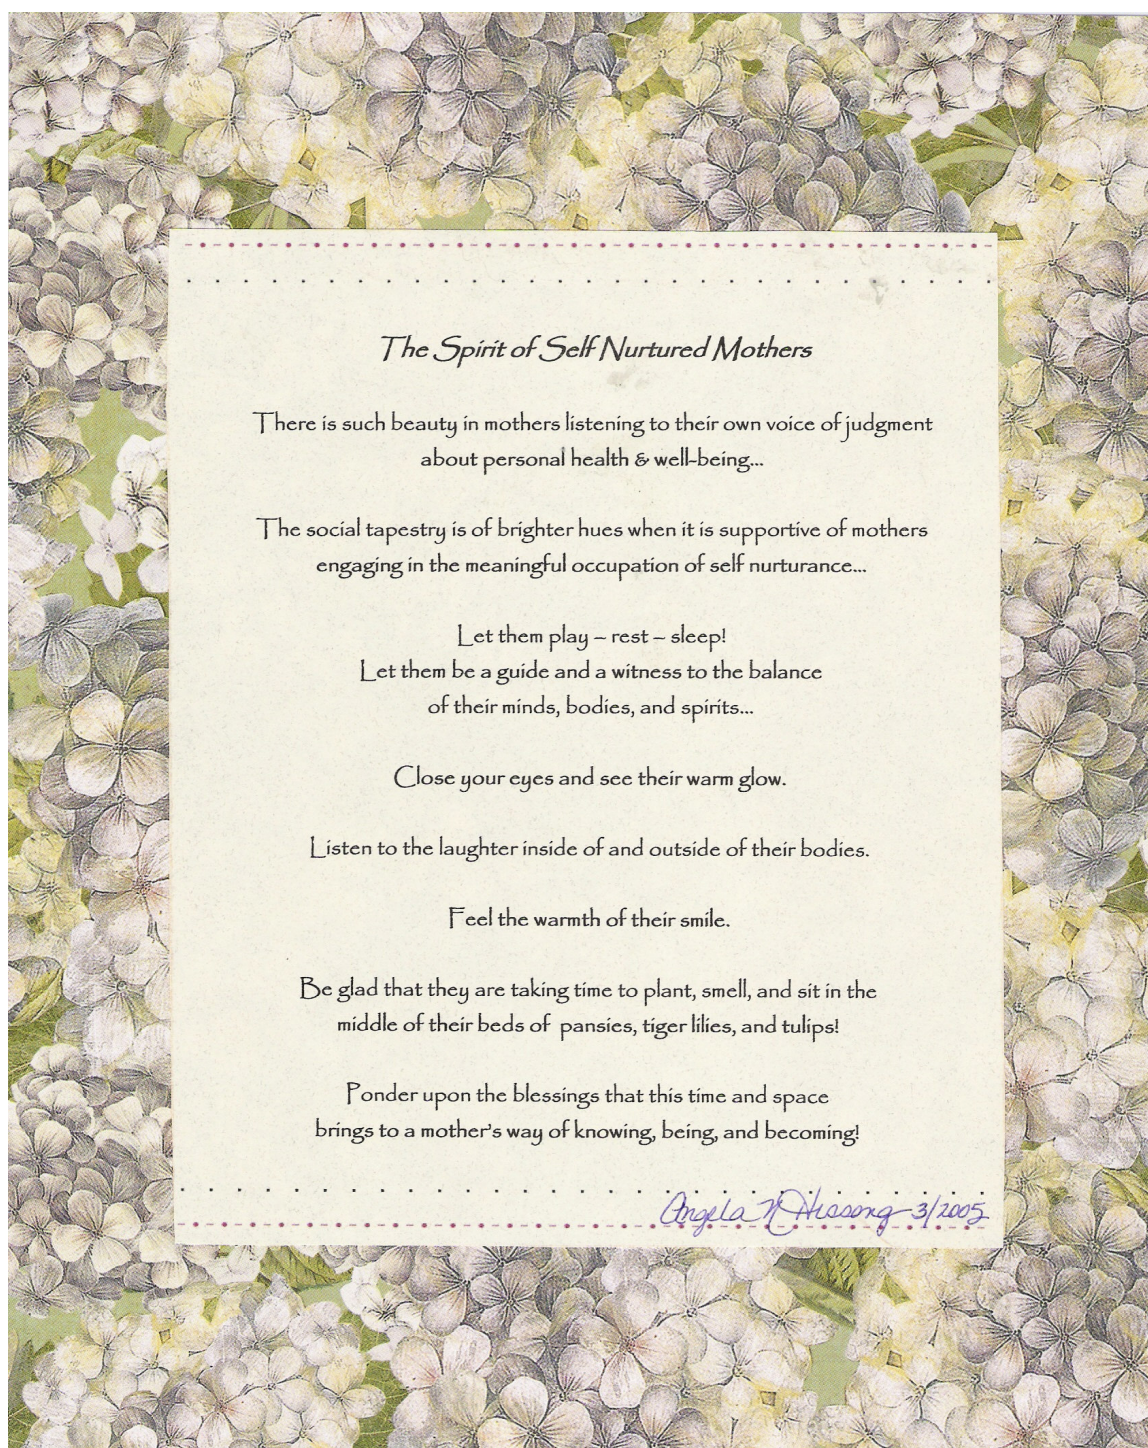 The Spirit of Self Nurtured Mothers
There is such beauty in mothers listening to their own voice of judgment
about personal health & well-being...
The social tapestry is of brighter hues when it is supportive of mothers
engaging in the meaningful occupation of self nurturance...
Let them play – rest – sleep!
Let them be a guide and a witness to the balance
of their minds, bodies, and spirits...
Close your eyes and see their warm glow.
Listen to the laughter inside of and outside of their bodies.
Feel the warmth of their smile.
Be glad that they are taking time to plant, smell, and sit in the
middle of their beds of pansies, tiger lilies, and tulips!
Ponder upon the blessings that this time and space
brings to a mother's way of knowing, being, and becoming!
Angela N Hissong 3/2005